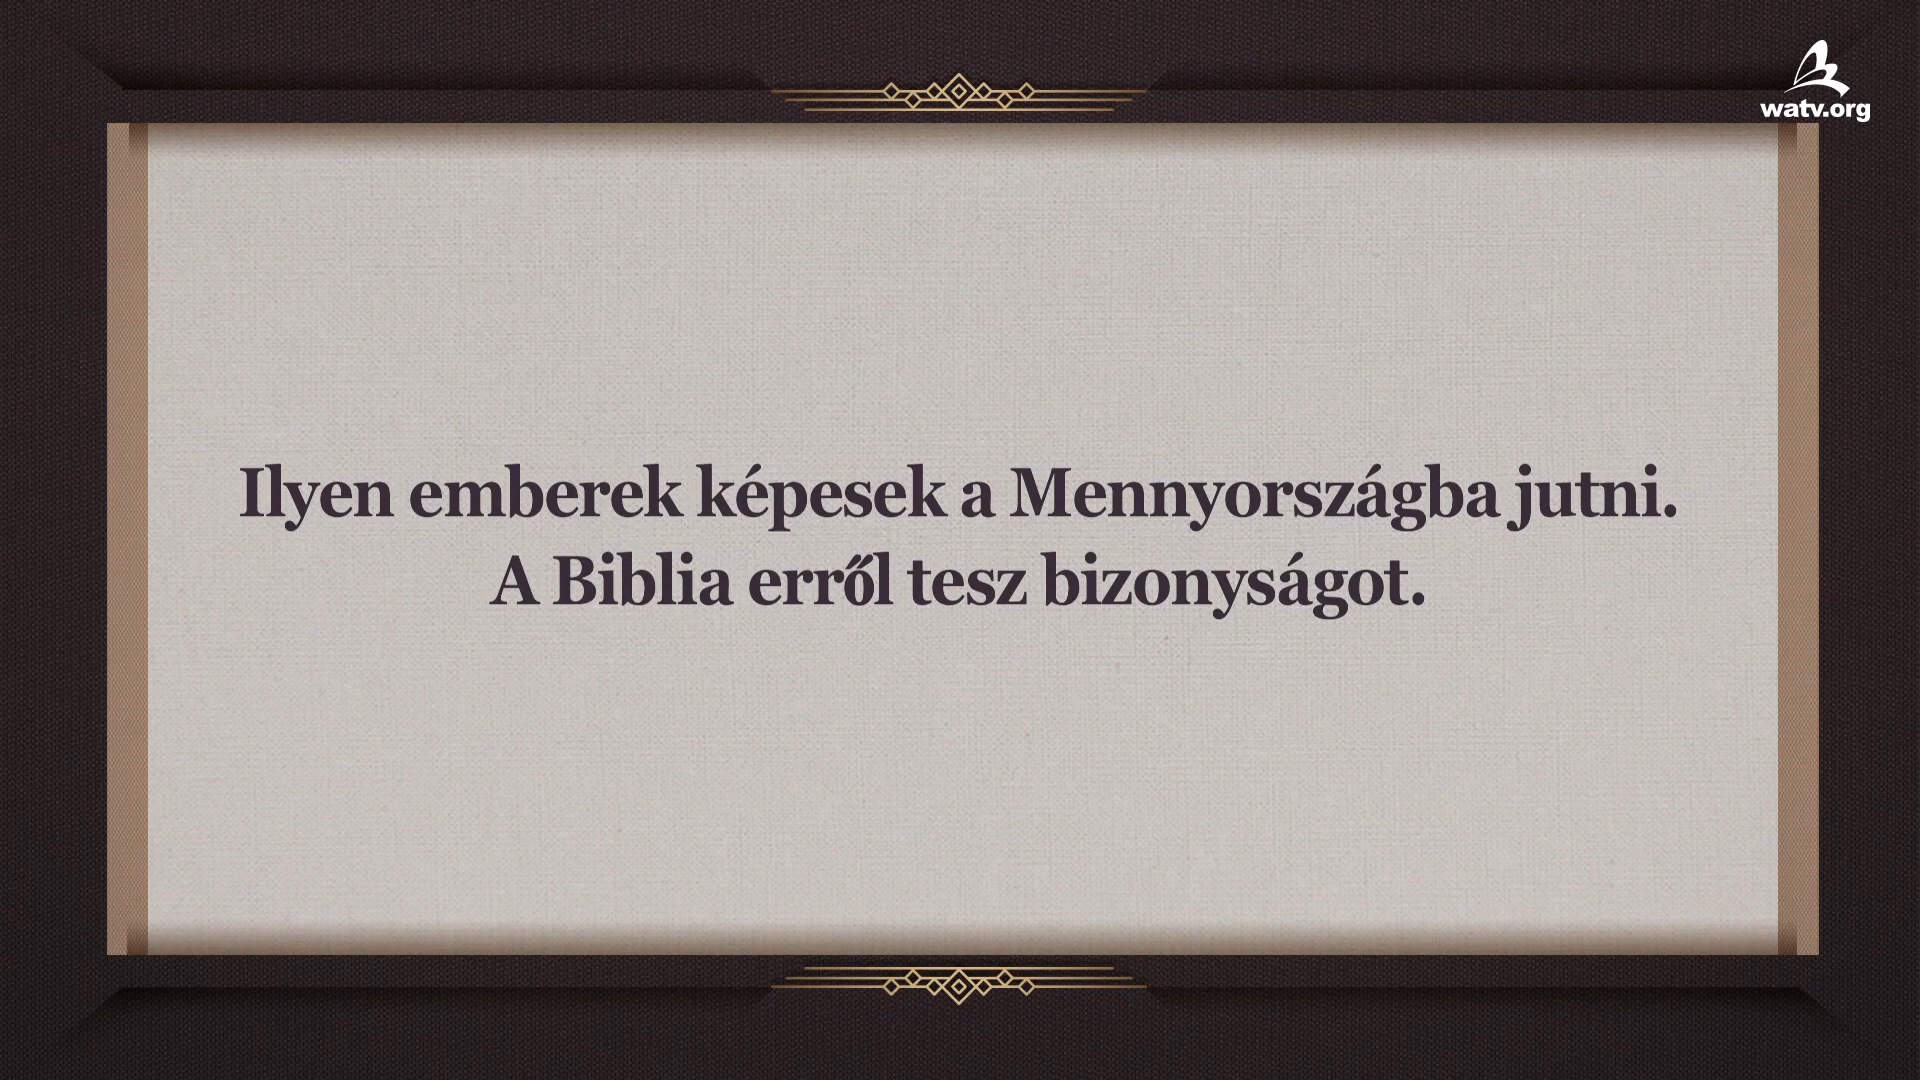 watv.org
Ilyen emberek képesek a Mennyországba jutni.
A Biblia erről tesz bizonyságot.